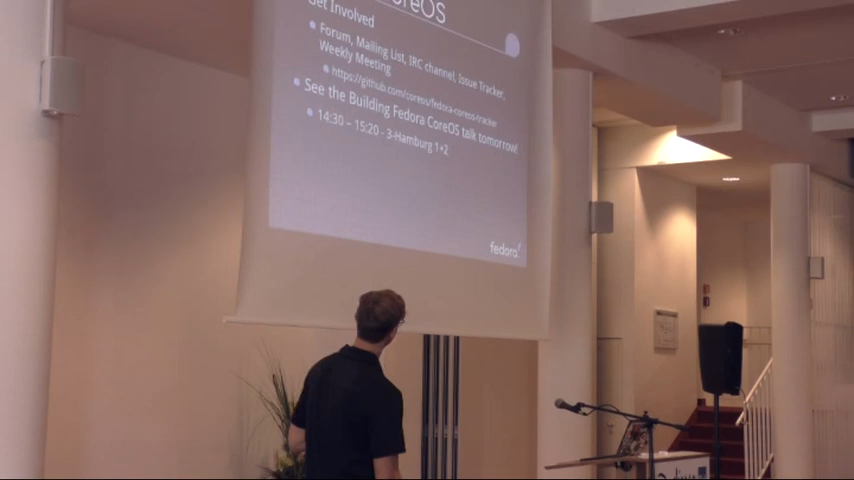 CoreOS
Get Involved
Forum, Mailing List, IRC channel, Issue Tracker,
Weekly Meeting
https://github.com/coreos/fedora-coreos-tracker
See the Building Fedora CoreOS talk tomorrow!
14:30 – 15:20 - 3-Hamburg 1+2
fedora